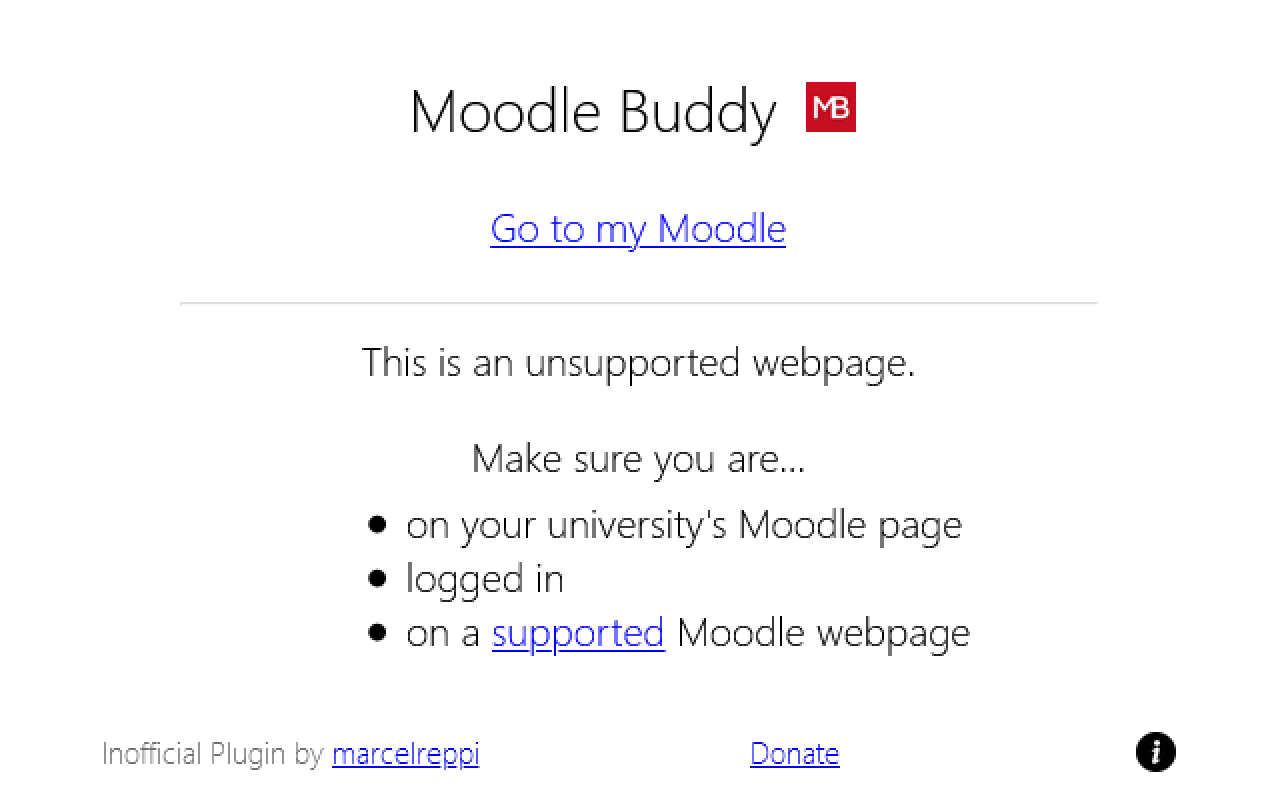 Moodle Buddy MB
Go to my Moodle
This is an unsupported webpage.
Make sure you are...
on your university's Moodle page
logged in
on a supported Moodle webpage
Inofficial Plugin by marcelreppi Donate i